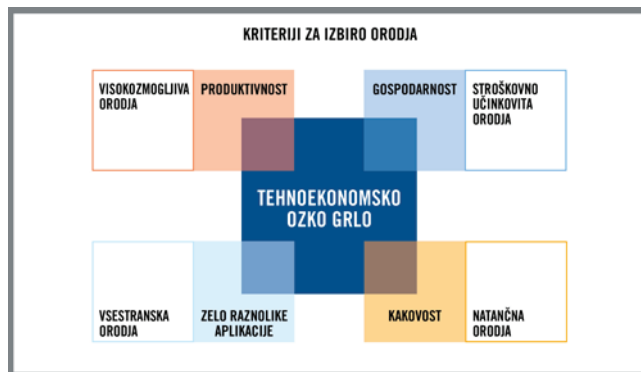 KRITERIJI ZA IZBIRO ORODJA
VISOKOZMOGLJIVA
ORODJA
PRODUKTIVNOST
GOSPODARNOST
STROŠKOVNO
UČINKOVITA
ORODJA
TEHNOEKONOMSKO
OZKO GRLO
VSESTRANSKA
ORODJA
ZELO RAZNOLIKE
APLIKACIJE
KAKOVOST
NATANČNA
ORODJA